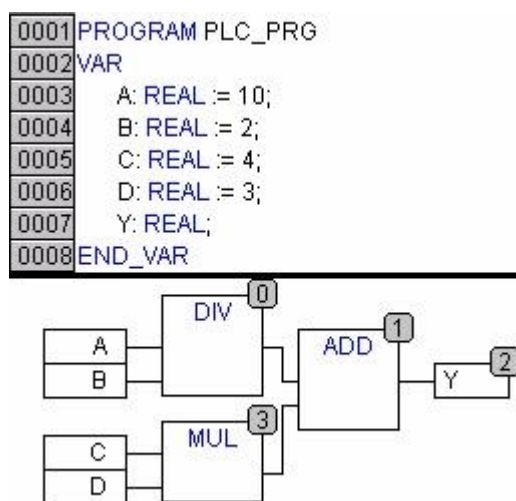 0001 PROGRAM PLC_PRG
0002 VAR
0003 A: REAL := 10;
0004 B: REAL := 2;
0005 C: REAL := 4;
0006 D: REAL := 3;
0007 Y: REAL;
0008 END_VAR
0
DIV
A
B
1
ADD
2
Y
3
MUL
C
D